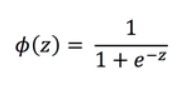 ϕ(z) = 1 / (1 + e^{-z})